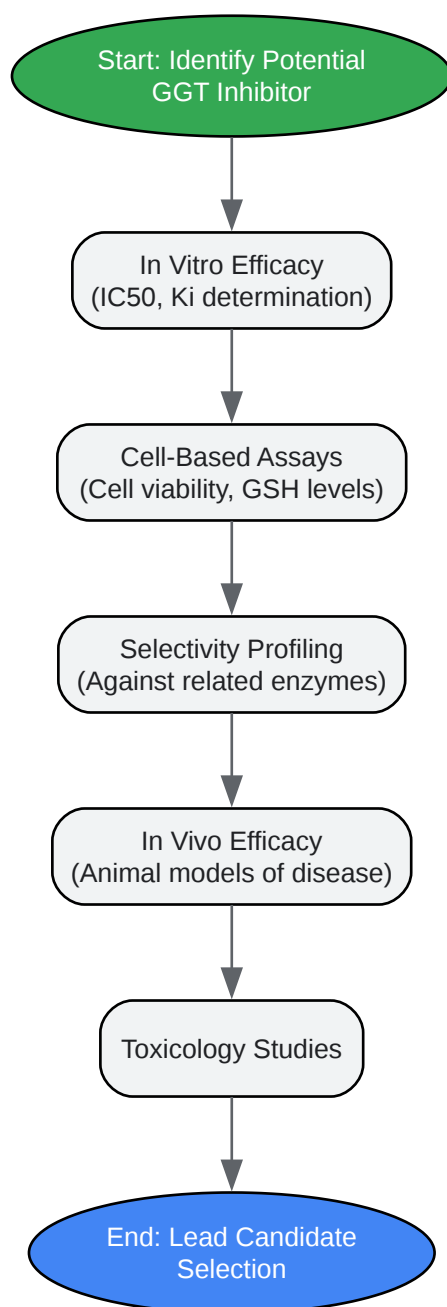 Start: Identify Potential
GGT Inhibitor
In Vitro Efficacy
(IC50, Ki determination)
Cell-Based Assays
(Cell viability, GSH levels)
Selectivity Profiling
(Against related enzymes)
In Vivo Efficacy
(Animal models of disease)
Toxicology Studies
End: Lead Candidate
Selection